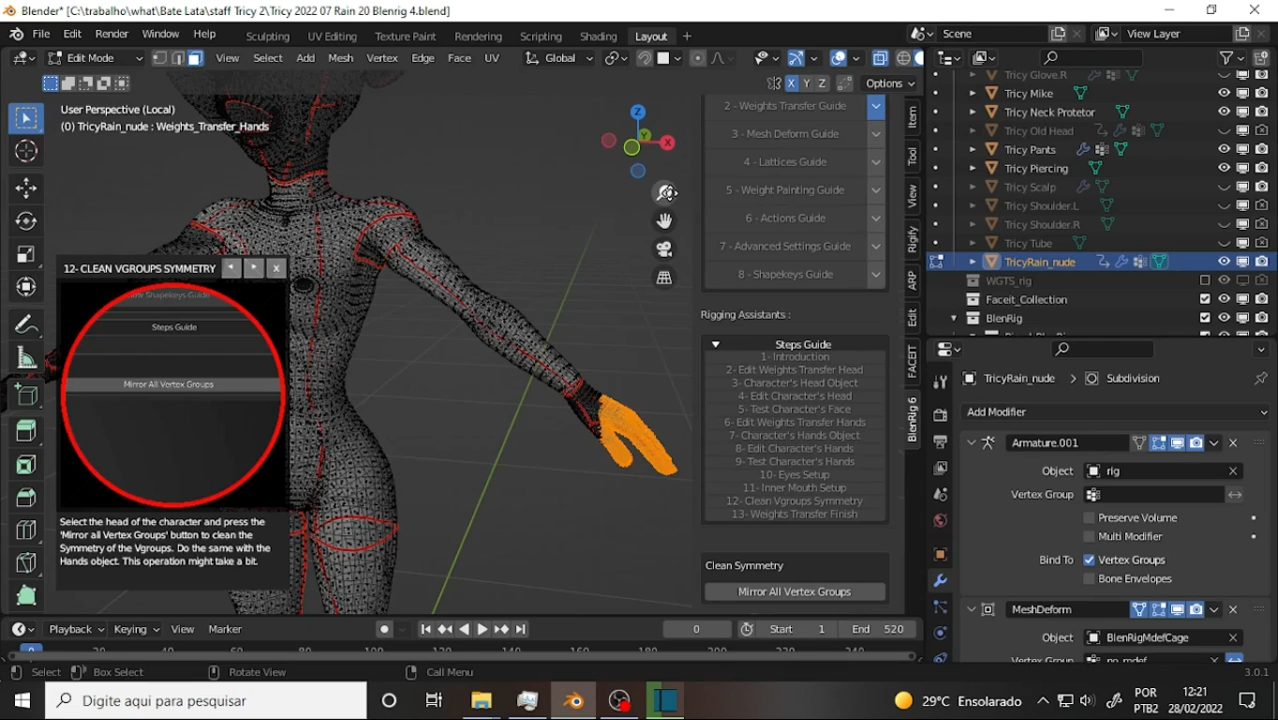 Blender* [C:\trabalho\what\Bate Lata\staff Tricy 2\Tricy 2022 07 Rain 20 Blenrig 4.blend]
File Edit Render Window Help
Sculpting UV Editing Texture Paint Rendering Scripting Shading Layout +
Scene
View Layer
Edit Mode
View Select Add Mesh Vertex Edge Face UV
Global
X Y Z
Options
User Perspective (Local)
(0) TricyRain_nude : Weights_Transfer_Hands
Z
Y
X
12- CLEAN VGROUPS SYMMETRY
Steps Guide
Mirror All Vertex Groups
Select the head of the character and press the
'Mirror all Vertex Groups' button to clean the
Symmetry of the Vgroups. Do the same with the
Hands object. This operation might take a bit.
2 - Weights Transfer Guide
3 - Mesh Deform Guide
4 - Lattices Guide
5 - Weight Painting Guide
6 - Actions Guide
7 - Advanced Settings Guide
8 - Shapekeys Guide
Rigging Assistants :
Steps Guide
1- Introduction
2- Edit Weights Transfer Head
3- Character's Head Object
4- Edit Character's Head
5- Test Character's Face
6- Edit Weights Transfer Hands
7- Character's Hands Object
8- Edit Character's Hands
9- Test Character's Hands
10- Eyes Setup
11- Inner Mouth Setup
12- Clean Vgroups Symmetry
13- Weights Transfer Finish
Clean Symmetry
Mirror All Vertex Groups
Item
Tool
View
Rigify
ARP
Edit
FACEIT
BlenRig 6
Tricy Glove.R
Tricy Mike
Tricy Neck Protetor
Tricy Old Head
Tricy Pants
Tricy Piercing
Tricy Scalp
Tricy Shoulder.L
Tricy Shoulder.R
Tricy Tube
TricyRain_nude
WGTS_rig
Faceit_Collection
BlenRig
TricyRain_nude > Subdivision
Add Modifier
Armature.001
Object rig
Vertex Group
Preserve Volume
Multi Modifier
Bind To Vertex Groups
Bone Envelopes
MeshDeform
Object BlenRigMdefCage
Vertex Group no_mdef
Playback Keying View Marker
0
Start 1
End 520
Select Box Select Rotate View Call Menu
3.0.1
Digite aqui para pesquisar
29°C Ensolarado
POR
PTB2
12:21
28/02/2022